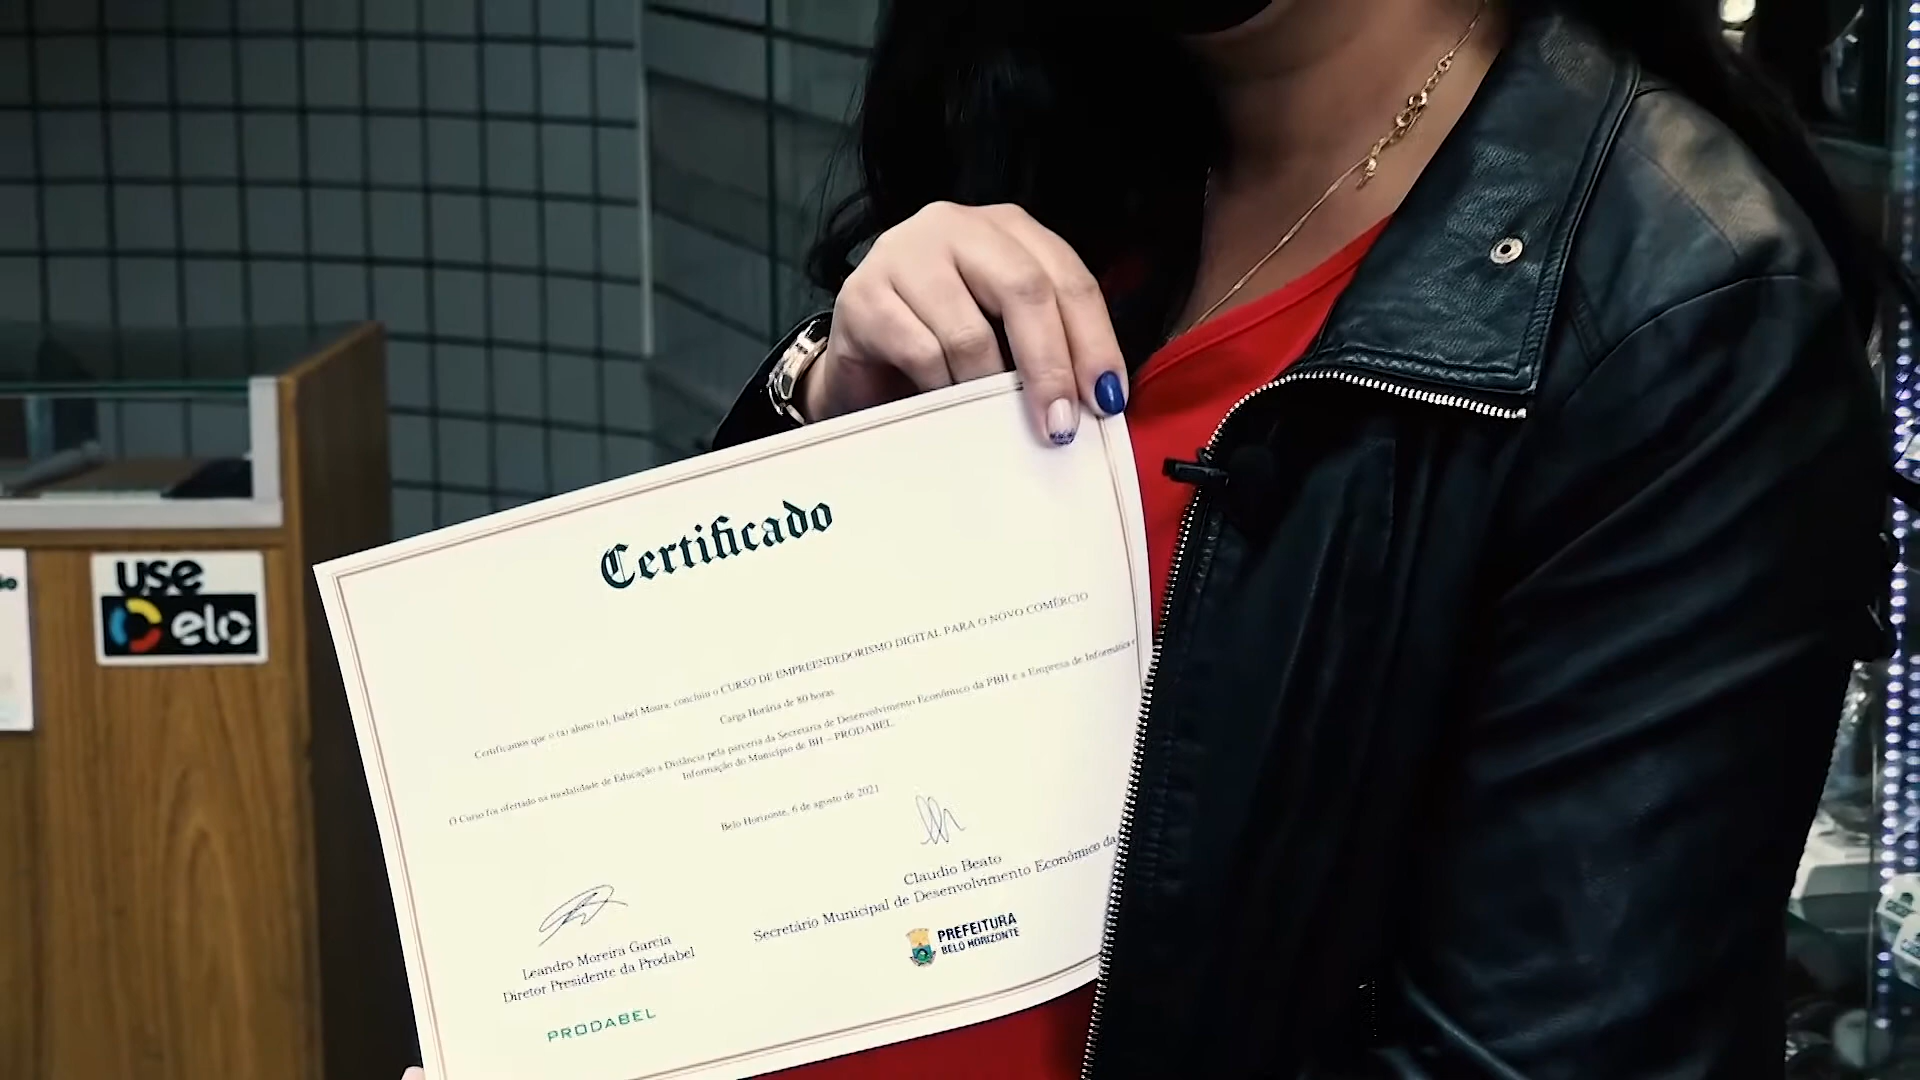 Certificado
Certificamos que o (a) aluno (a), Isabel Moura, concluiu o CURSO DE EMPREENDEDORISMO DIGITAL PARA O NOVO COMÉRCIO
Carga Horária de 80 horas
O Curso foi ofertado na modalidade de Educação a Distância pela parceria da Secretaria de Desenvolvimento Econômico da PBH e a Empresa de Informática e
Informação do Município de BH – PRODABEL.
Belo Horizonte, 6 de agosto de 2021
Claudio Beato
Secretário Municipal de Desenvolvimento Econômico da
PREFEITURA
BELO HORIZONTE
Leandro Moreira Garcia
Diretor Presidente da Prodabel
PRODABEL
use
elo